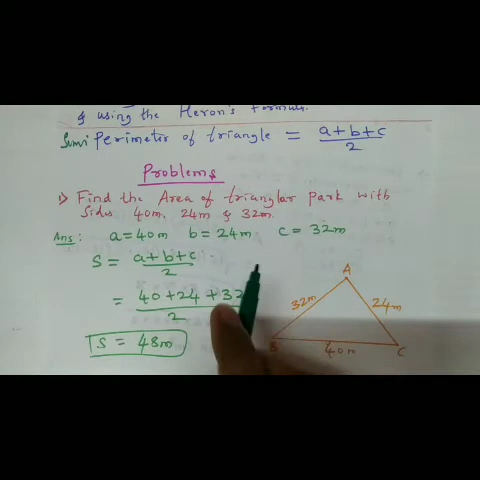 using the Heron's Formula.
Semi Perimeter of triangle = a+b+c
2
Problems
1) Find the Area of trianglar park with
Sides 40m, 24m & 32m.
Ans: a=40m b=24m c=32m
S = a+b+c
2
= 40+24+32
2
S = 48m
A
32m 24m
B 40m C